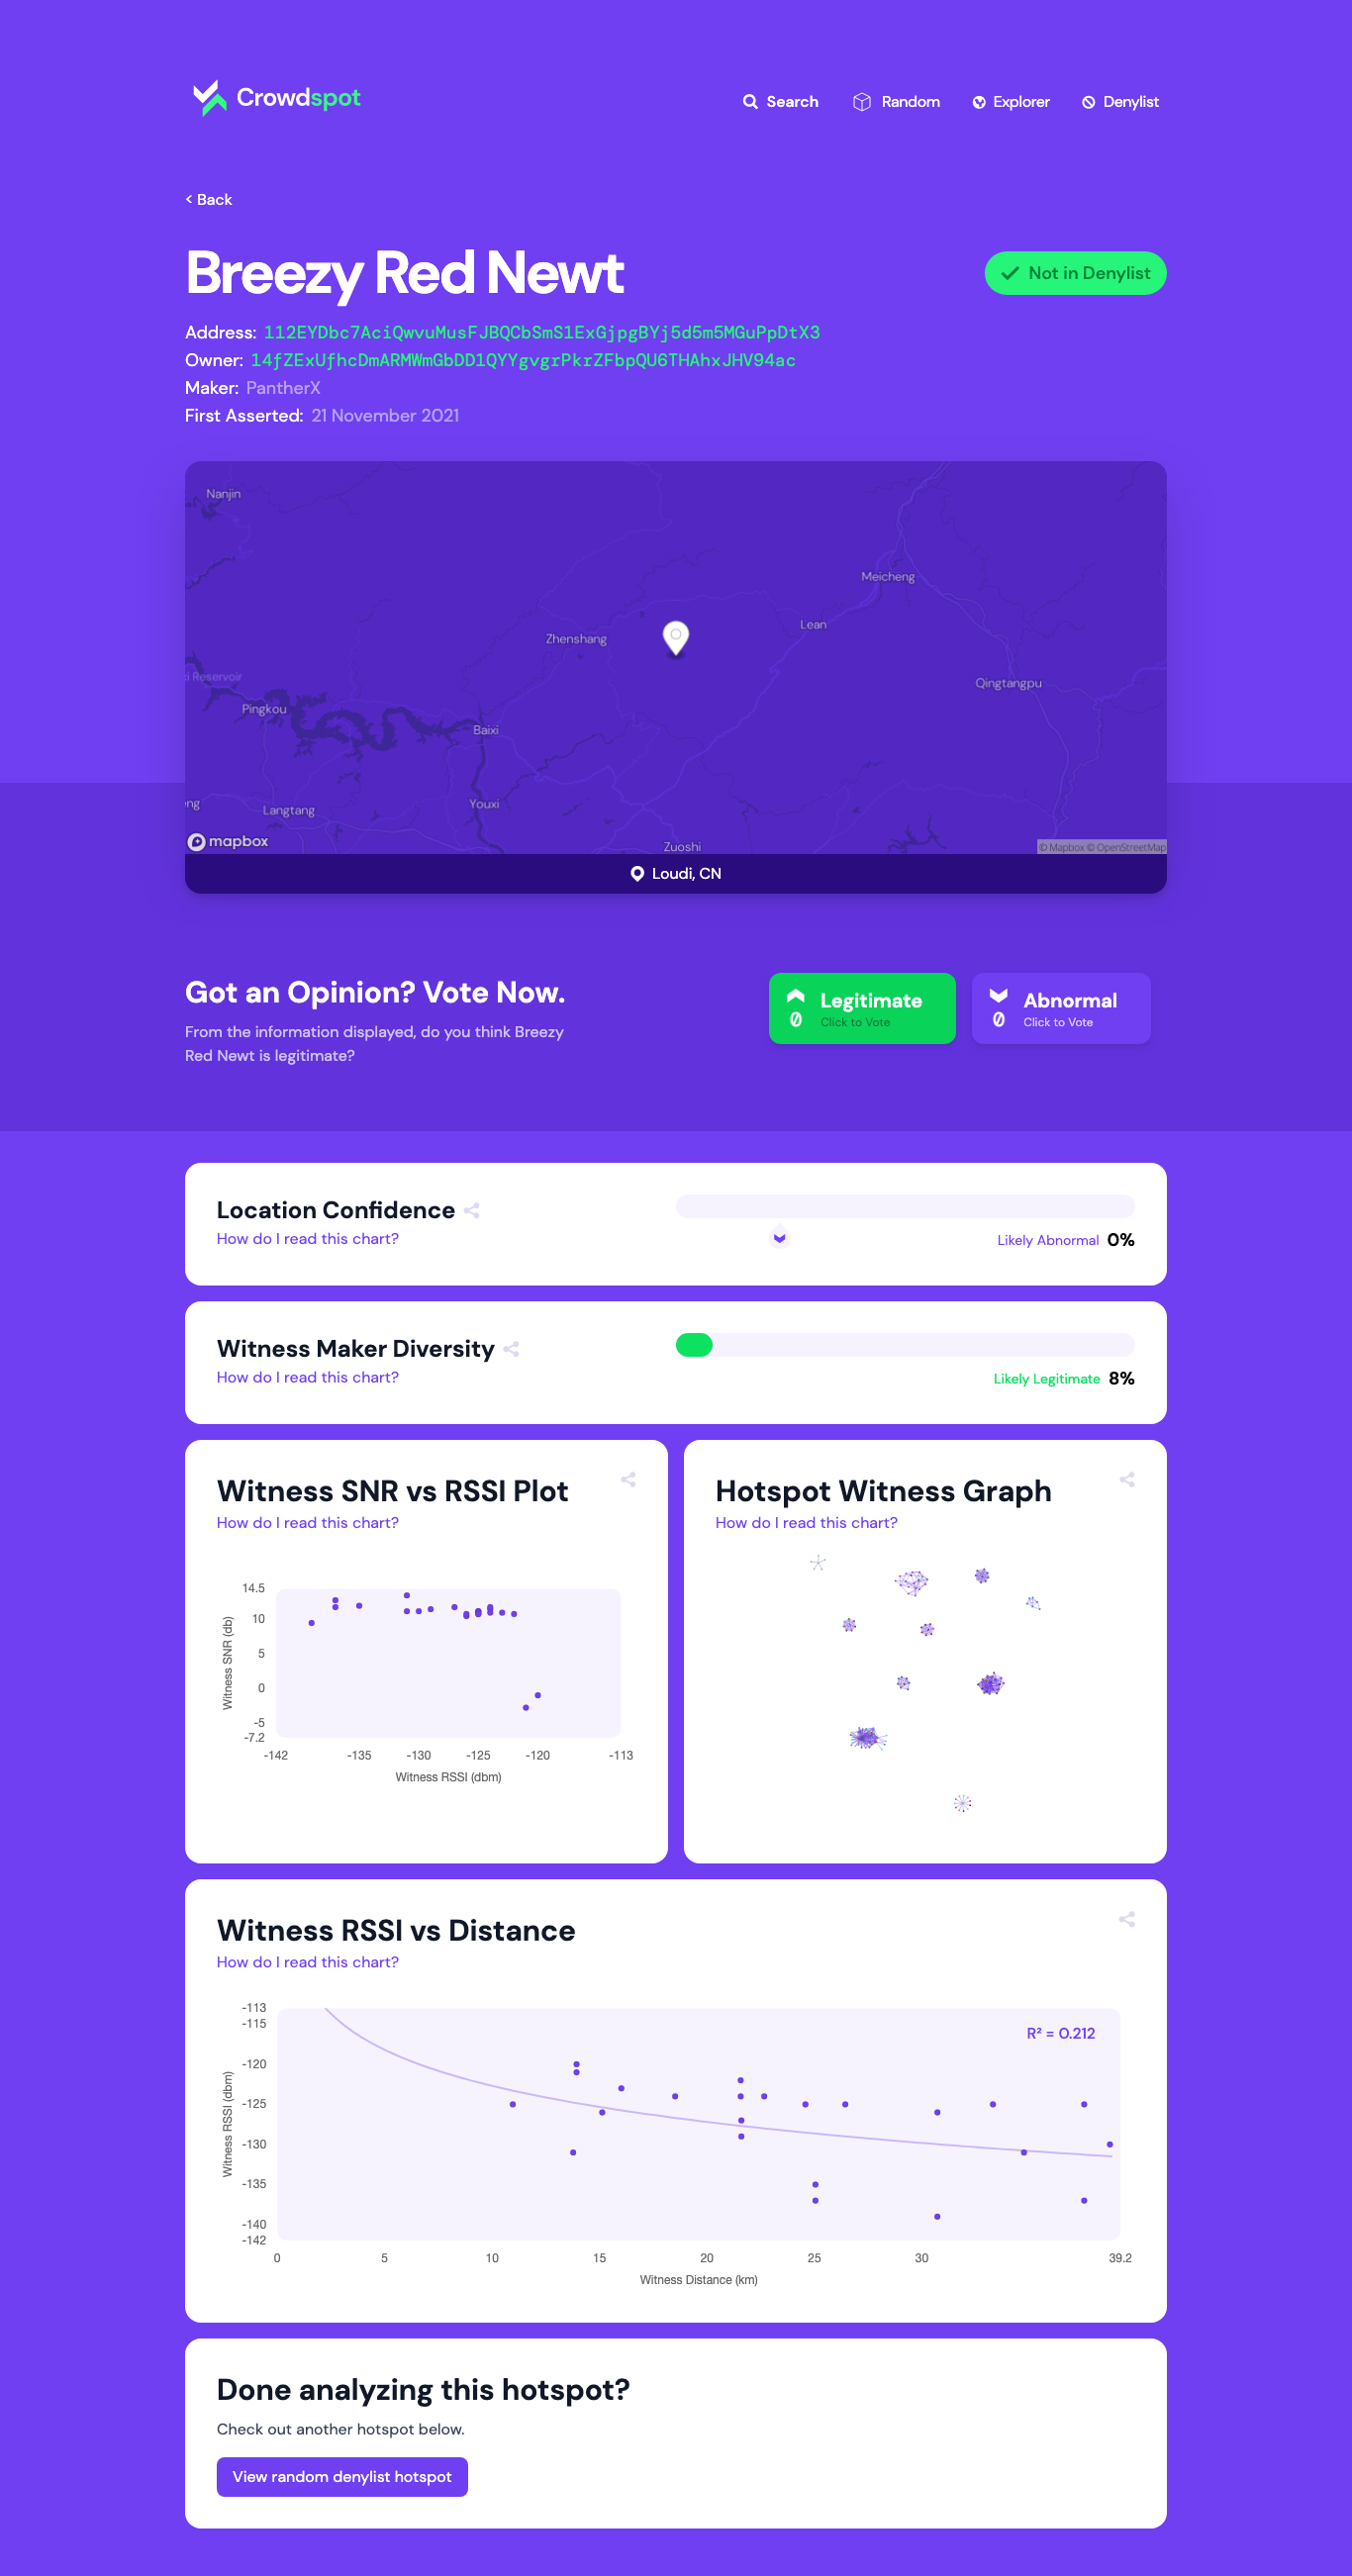 Crowdspot
Search
Random
Explorer
Denylist
< Back
Breezy Red Newt
Not in Denylist
Address: 112EYDbc7AciQwvuMusFJBQCbSmS1ExGjpgBYj5d5m5MGuPpDtX3
Owner: 14fZExUfhcDmARMWmGbDD1QYYgvgrPkrZFbpQU6THAhxJHV94ac
Maker: PantherX
First Asserted: 21 November 2021
Nanjin
Meicheng
Lean
Zhenshang
i Reservoir
Qingtangpu
Pingkou
Baixi
ng
Langtang
Youxi
Zuoshi
mapbox
© Mapbox © OpenStreetMap
Loudi, CN
Got an Opinion? Vote Now.
From the information displayed, do you think Breezy
Red Newt is legitimate?
Legitimate
0
Click to Vote
Abnormal
0
Click to Vote
Location Confidence
How do I read this chart?
Likely Abnormal 0%
Witness Maker Diversity
How do I read this chart?
Likely Legitimate 8%
Witness SNR vs RSSI Plot
How do I read this chart?
14.5
10
5
0
-5
-7.2
Witness SNR (db)
-142
-135
-130
-125
-120
-113
Witness RSSI (dbm)
Hotspot Witness Graph
How do I read this chart?
Witness RSSI vs Distance
How do I read this chart?
-113
-115
-120
-125
-130
-135
-140
-142
Witness RSSI (dbm)
R² = 0.212
0
5
10
15
20
25
30
39.2
Witness Distance (km)
Done analyzing this hotspot?
Check out another hotspot below.
View random denylist hotspot